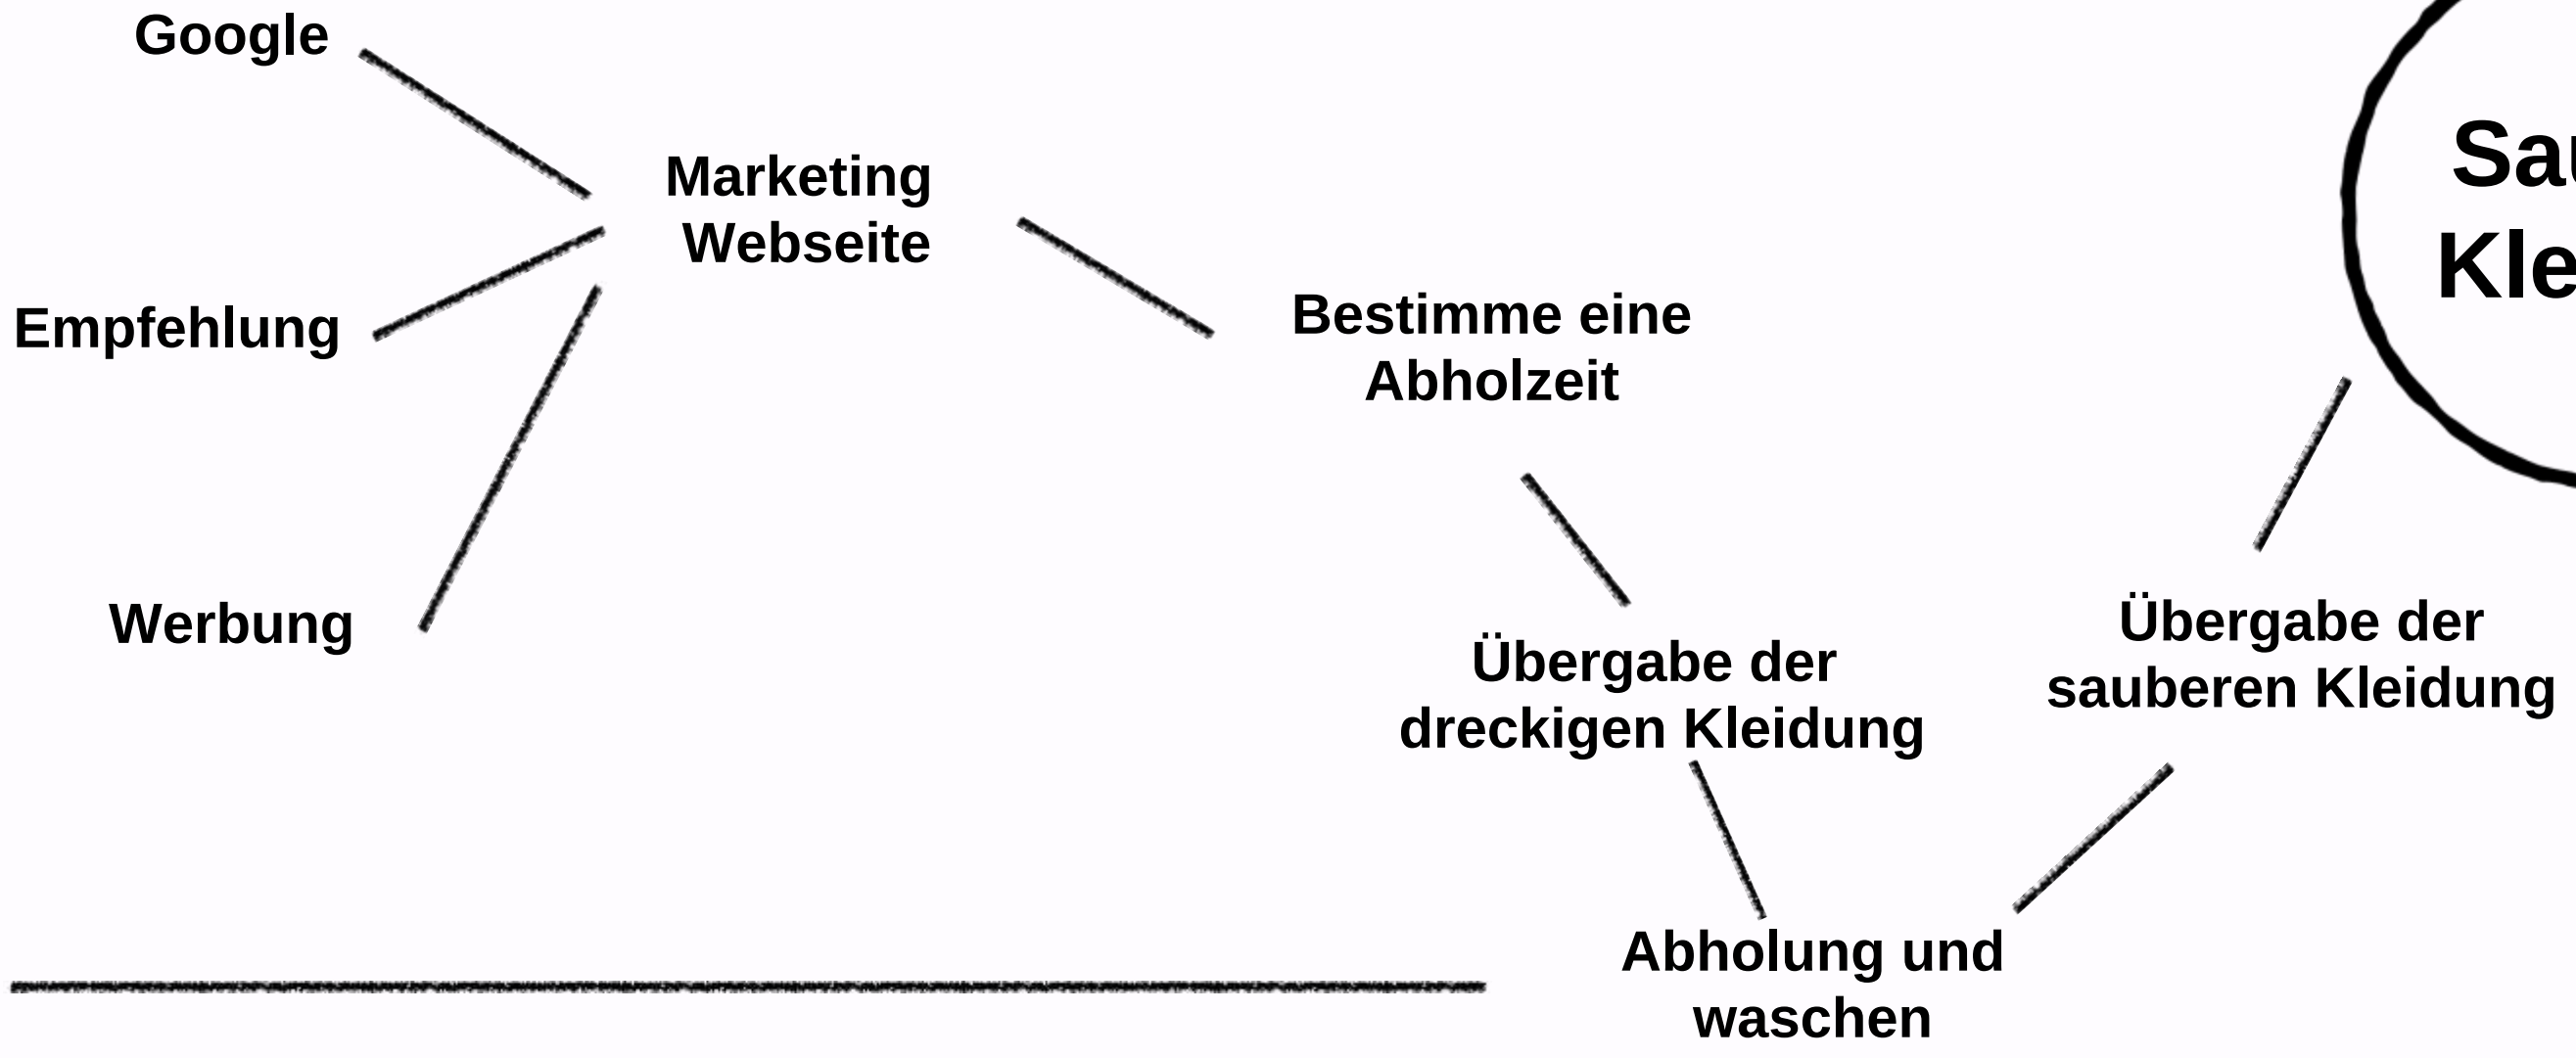 Google
Marketing
Webseite
Empfehlung
Bestimme eine
Abholzeit
Werbung
Übergabe der
dreckigen Kleidung
Übergabe der
sauberen Kleidung
Abholung und
waschen